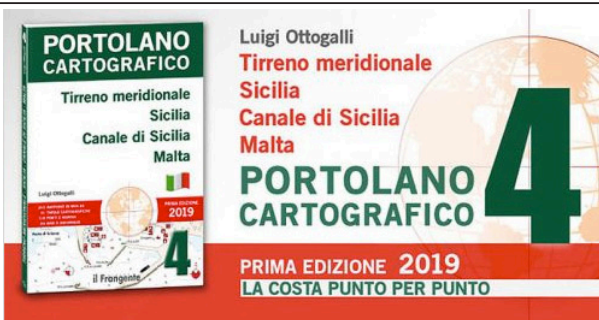 PORTOLANO
CARTOGRAFICO
Tirreno meridionale
Sicilia
Canale di Sicilia
Malta
Luigi Ottogalli
PRIMA EDIZIONE
2019
4
il Frangente
Luigi Ottogalli
Tirreno meridionale
Sicilia
Canale di Sicilia
Malta
PORTOLANO
CARTOGRAFICO
4
PRIMA EDIZIONE 2019
LA COSTA PUNTO PER PUNTO